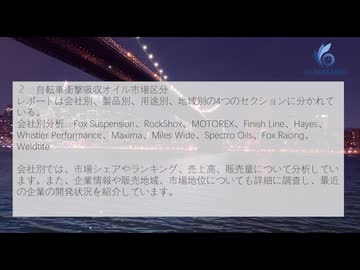 ２．自転車衝撃吸収オイル市場区分
レポートは会社別、製品別、用途別、地域別の4つのセクションに分かれて
いる。
会社別分析：Fox Suspension、RockShox、MOTOREX、Finish Line、Hayes、
Whistler Performance、Maxima、Miles Wide、Spectro Oils、Fox Racing、
Weldtite
会社別では、市場シェアやランキング、売上高、販売量について分析してい
ます。また、企業情報や販売地域、市場地位についても詳細に調査し、最近
の企業の開発状況を紹介しています。